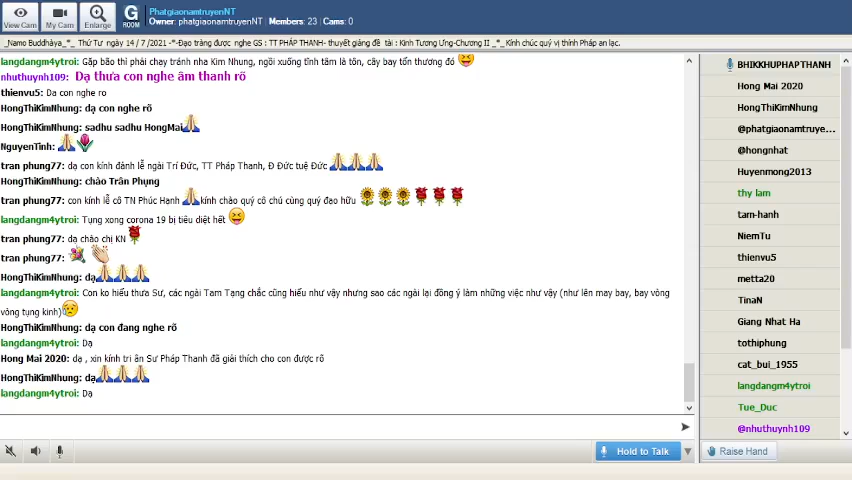 View Cam
My Cam
Enlarge
G
ROOM
PhatgiaonamtruyenNT
Owner: phatgiaonamtruyenNT | Members: 23 | Cams: 0
_Namo Buddhàya_*_ Thứ Tư ngày 14 / 7 /2021 -*-Đạo tràng được nghe GS : TT PHÁP THANH- thuyết giảng đề tài : Kinh Tương Ưng-Chương II _*_ Kính chúc quý vị thính Pháp an lạc.
langdangm4ytroi: Gặp bão thì phải chạy tránh nha Kim Nhung, ngồi xuống tĩnh tâm là tôn, cây bay tổn thương đó
nhuthuynh109: Dạ thưa con nghe âm thanh rõ
thienvu5: Da con nghe ro
HongThiKimNhung: dạ con nghe rõ
HongThiKimNhung: sadhu sadhu HongMai
NguyenTinh:
tran phung77: dạ con kính đảnh lễ ngài Trí Đức, TT Pháp Thanh, Đ Đức tuệ Đức
HongThiKimNhung: chào Trân Phụng
tran phung77: con kính lễ cô TN Phúc Hạnh kính chào quý cô chú cùng quý đạo hữu
langdangm4ytroi: Tụng xong corona 19 bị tiêu diệt hết
tran phung77: dạ chào chị KN
tran phung77:
HongThiKimNhung: dạ
langdangm4ytroi: Con ko hiểu thưa Sư, các ngài Tam Tạng chắc cũng hiểu như vậy nhưng sao các ngài lại đồng ý làm những việc như vậy (như lên may bay, bay vòng
vòng tụng kinh)
HongThiKimNhung: dạ con đang nghe rõ
langdangm4ytroi: Dạ
Hong Mai 2020: dạ , xin kính tri ân Sư Pháp Thanh đã giải thích cho con được rõ
HongThiKimNhung: dạ
langdangm4ytroi: Dạ
Hold to Talk
BHIKKHUPHAPTHANH
Hong Mai 2020
HongThiKimNhung
@phatgiaonamtruye...
@hongnhat
Huyenmong2013
thy lam
tam-hanh
NiemTu
thienvu5
metta20
TinaN
Giang Nhat Ha
tothiphung
cat_bui_1955
langdangm4ytroi
Tue_Duc
@nhuthuynh109
Raise Hand